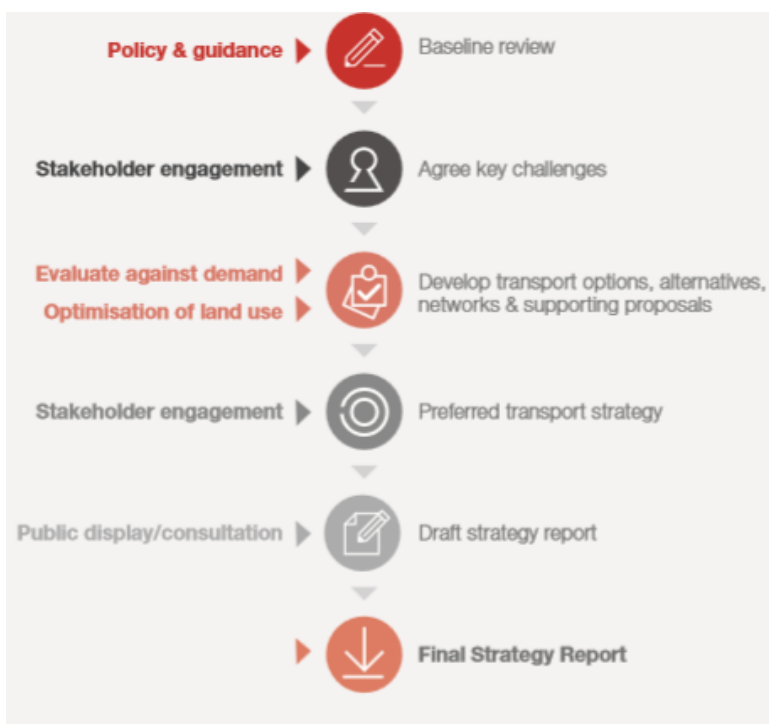 Policy & guidance
Baseline review
Stakeholder engagement
Agree key challenges
Evaluate against demand
Optimisation of land use
Develop transport options, alternatives,
networks & supporting proposals
Stakeholder engagement
Preferred transport strategy
Public display/consultation
Draft strategy report
Final Strategy Report